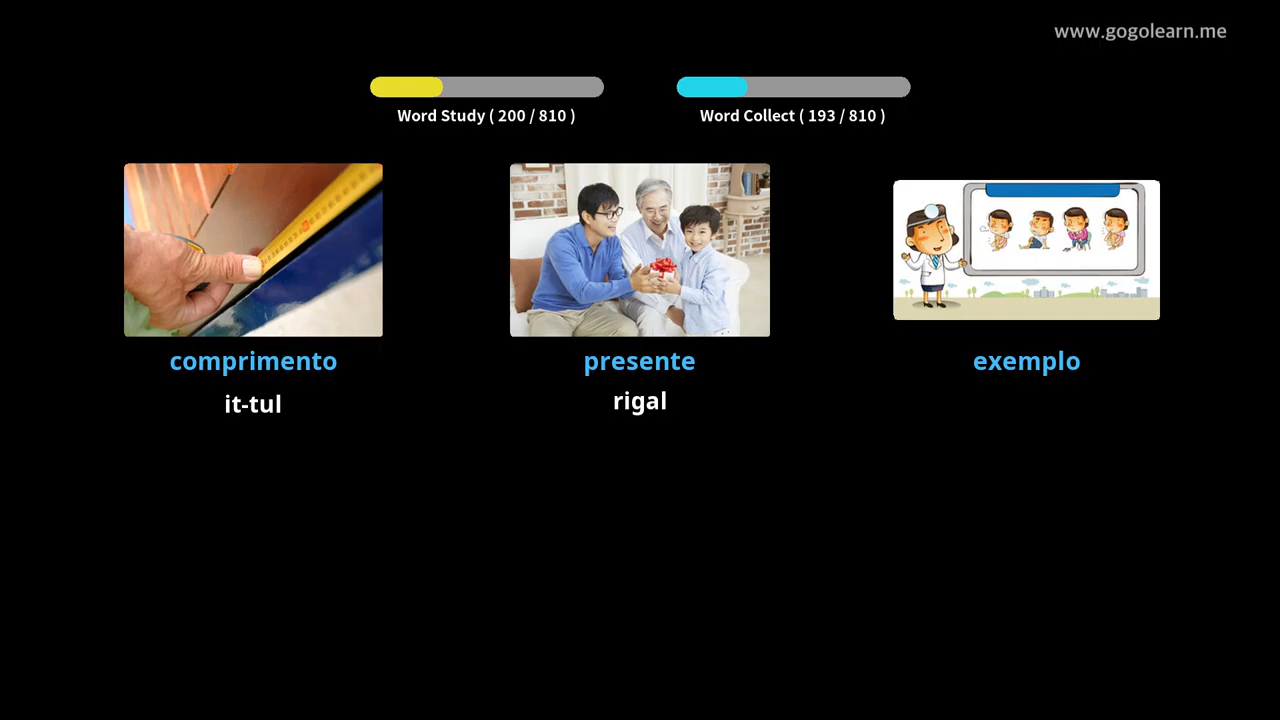 www.gogolearn.me
Word Study ( 200 / 810 )
Word Collect ( 193 / 810 )
comprimento
presente
exemplo
it-tul
rigal